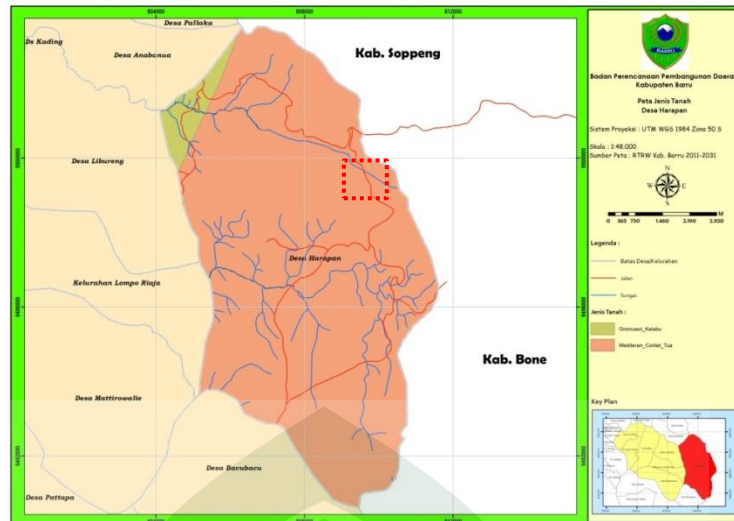 Desa Pallaka
Ds Kading
Desa Anabanua
Kab. Soppeng
Desa Libureng
Desa Harapan
Kelurahan Lompo Riaja
Kab. Bone
Desa Mattirowalie
Desa Bacubacu
Desa Pattapa
804000
808000
812000
BARRU
Badan Perencanaan Pembangunan Daera
Kabupaten Barru
Peta Jenis Tanah
Desa Harapan
Sistem Proyeksi : UTM WGS 1984 Zona 50 S
Skala : 1:48.000
Sumber Peta : RTRW Kab. Barru 2011-2031
N
W E
S
M
0 365 730 1.460 2.190 2.920
Legenda :
Batas Desa/Kelurahan
Jalan
Sungai
Jenis Tanah :
Gromusol_Kelabu
Mediteran_Coklat_Tua
Key Plan